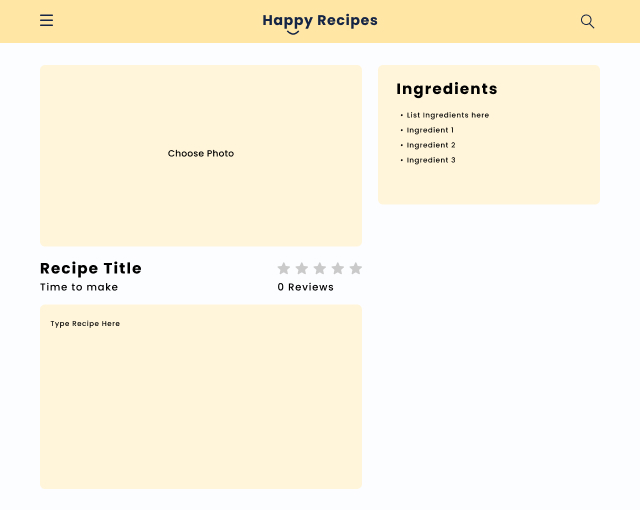 Happy Recipes
Choose Photo
Recipe Title
Time to make
0 Reviews
Type Recipe Here
Ingredients
• List Ingredients here
• Ingredient 1
• Ingredient 2
• Ingredient 3